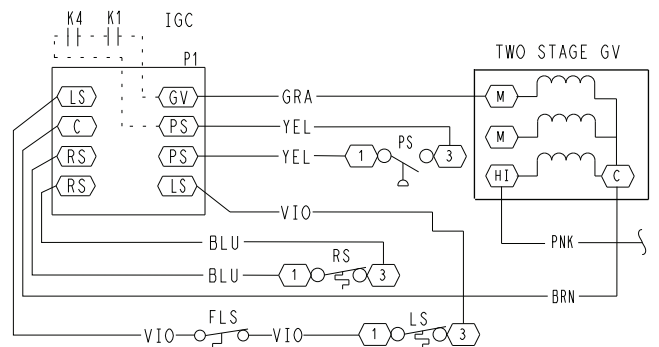 K4 K1 IGC
P1
TWO STAGE GV
LS GV GRA M
C PS YEL M
RS PS YEL 1 PS 3
RS LS HI C
VIO
BLU PNK
RS
BLU 1 3
BRN
FLS LS
VIO VIO 1 3